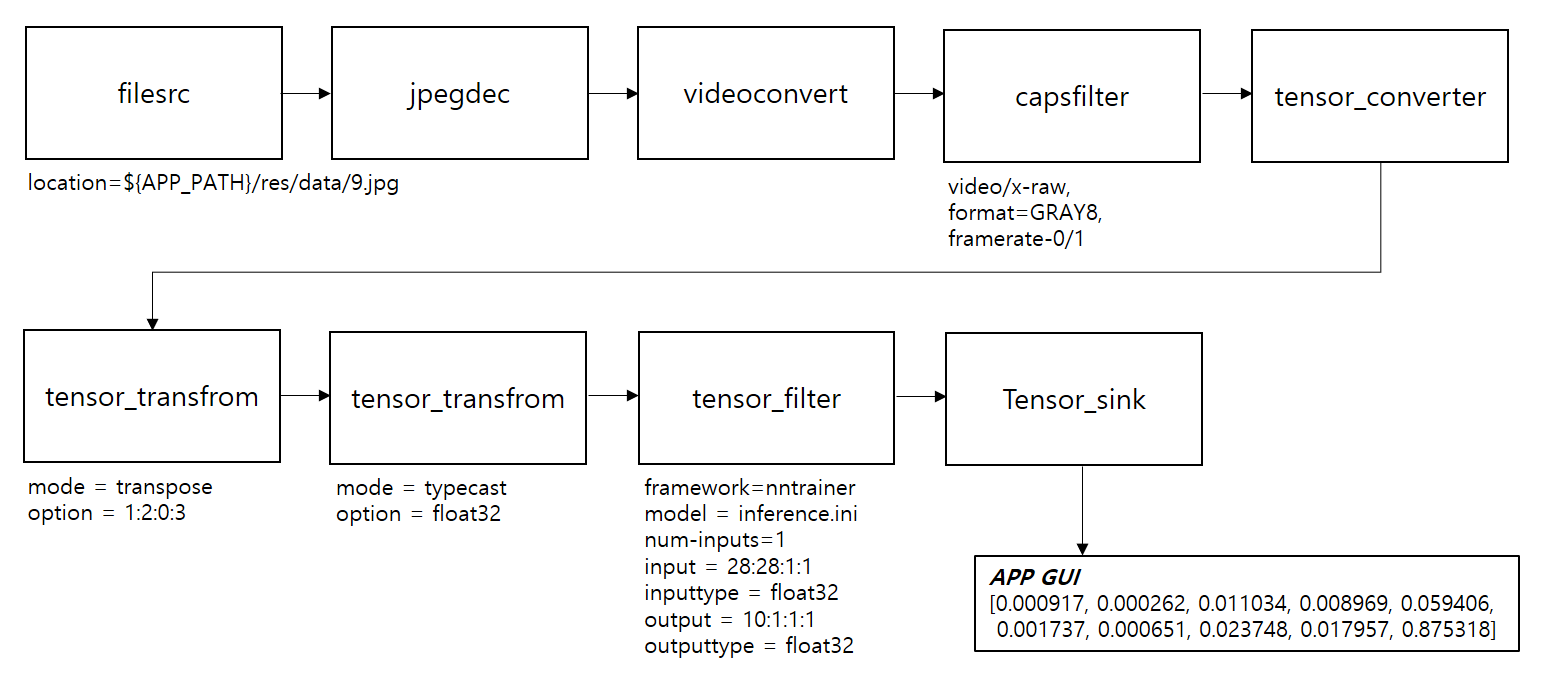 filesrc
jpegdec
videoconvert
capsfilter
tensor_converter
location=${APP_PATH}/res/data/9.jpg
video/x-raw,
format=GRAY8,
framerate-0/1
tensor_transfrom
tensor_transfrom
tensor_filter
Tensor_sink
mode = transpose
option = 1:2:0:3
mode = typecast
option = float32
framework=nntrainer
model = inference.ini
num-inputs=1
input = 28:28:1:1
inputtype = float32
output = 10:1:1:1
outputtype = float32
APP GUI
[0.000917, 0.000262, 0.011034, 0.008969, 0.059406,
0.001737, 0.000651, 0.023748, 0.017957, 0.875318]